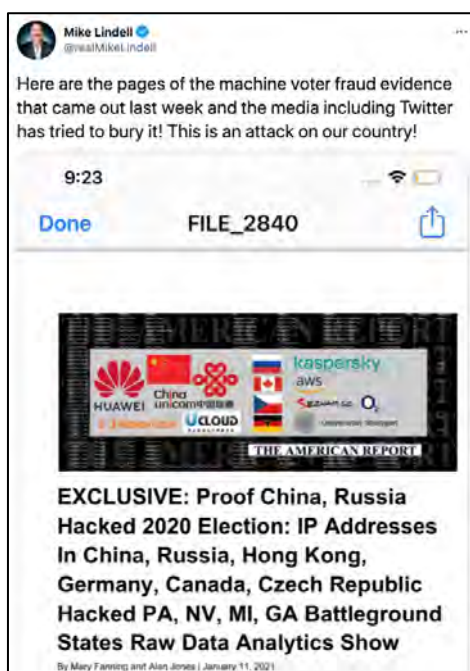 Mike Lindell
@realMikeLindell
Here are the pages of the machine voter fraud evidence
that came out last week and the media including Twitter
has tried to bury it! This is an attack on our country!
9:23
Done FILE_2840
THE AMERICAN REPORT
HUAWEI
China
unicom中国联通
UCLOUD
kaspersky
aws
O2
THE AMERICAN REPORT
EXCLUSIVE: Proof China, Russia
Hacked 2020 Election: IP Addresses
In China, Russia, Hong Kong,
Germany, Canada, Czech Republic
Hacked PA, NV, MI, GA Battleground
States Raw Data Analytics Show
By Mary Fanning and Alan Jones | January 11, 2021